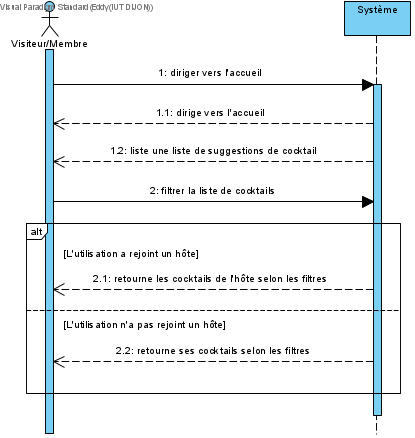 Visual Paradigm Standard(Eddy(IUT DIJON))
Système
Visiteur/Membre
1: diriger vers l'accueil
1.1: dirige vers l'accueil
1.2: liste une liste de suggestions de cocktail
2: filtrer la liste de cocktails
alt
[L'utilisation a rejoint un hôte]
2.1: retourne les cocktails de l'hôte selon les filtres
[L'utilisation n'a pas rejoint un hôte]
2.2: retourne ses cocktails selon les filtres